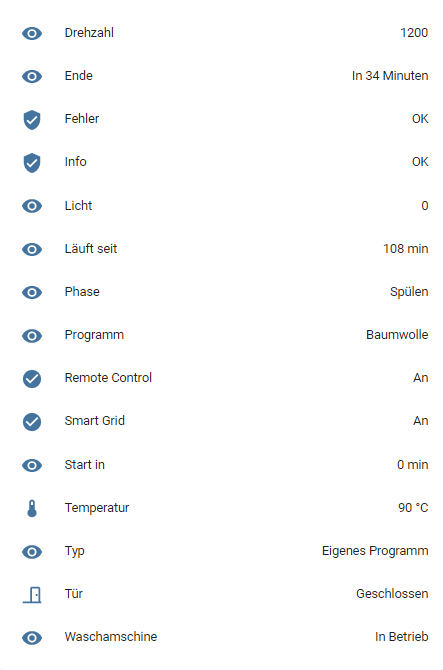 Drehzahl 1200
Ende In 34 Minuten
Fehler OK
Info OK
Licht 0
Läuft seit 108 min
Phase Spülen
Programm Baumwolle
Remote Control An
Smart Grid An
Start in 0 min
Temperatur 90 °C
Typ Eigenes Programm
Tür Geschlossen
Waschamschine In Betrieb